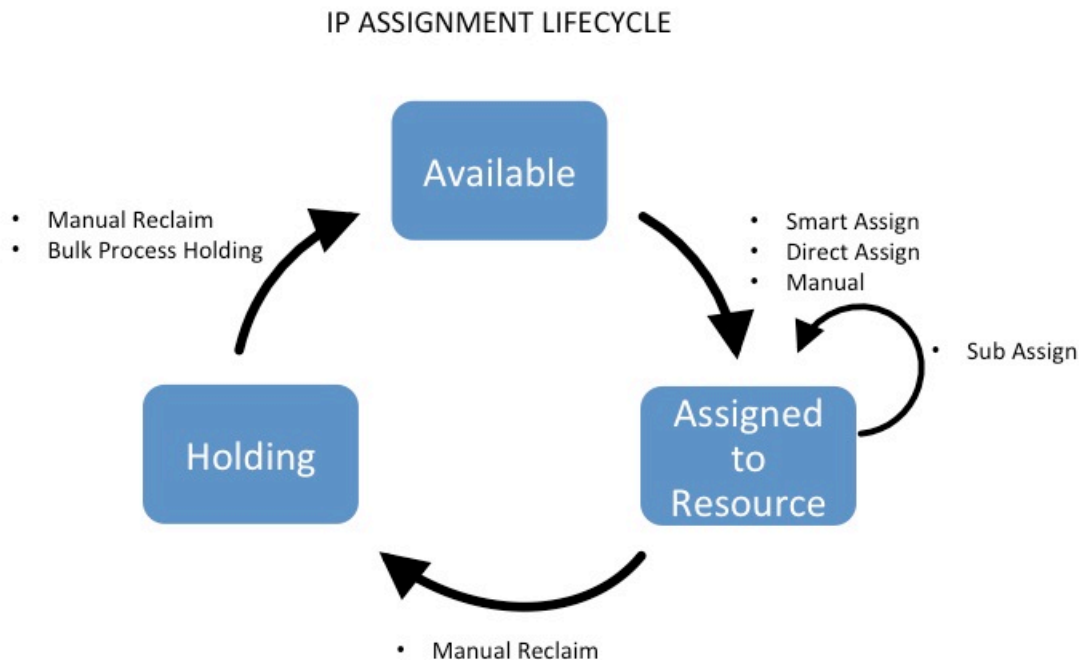 IP ASSIGNMENT LIFECYCLE
Available
• Manual Reclaim
• Bulk Process Holding
• Smart Assign
• Direct Assign
• Manual
• Sub Assign
Assigned
to
Resource
Holding
• Manual Reclaim